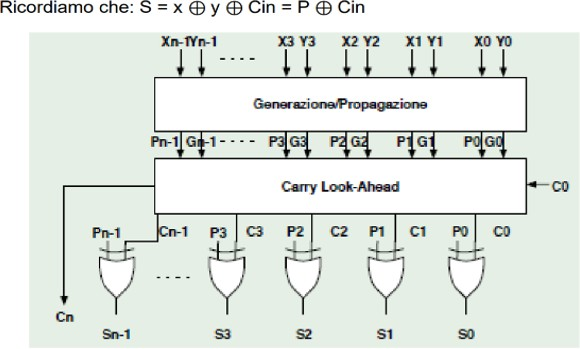 Ricordiamo che: S = x ⊕ y ⊕ Cin = P ⊕ Cin
Xn-1 Yn-1 X3 Y3 X2 Y2 X1 Y1 X0 Y0
Generazione/Propagazione
Pn-1 Gn-1 P3 G3 P2 G2 P1 G1 P0 G0
Carry Look-Ahead C0
Pn-1 Cn-1 P3 C3 P2 C2 P1 C1 P0 C0
Cn
Sn-1 S3 S2 S1 S0